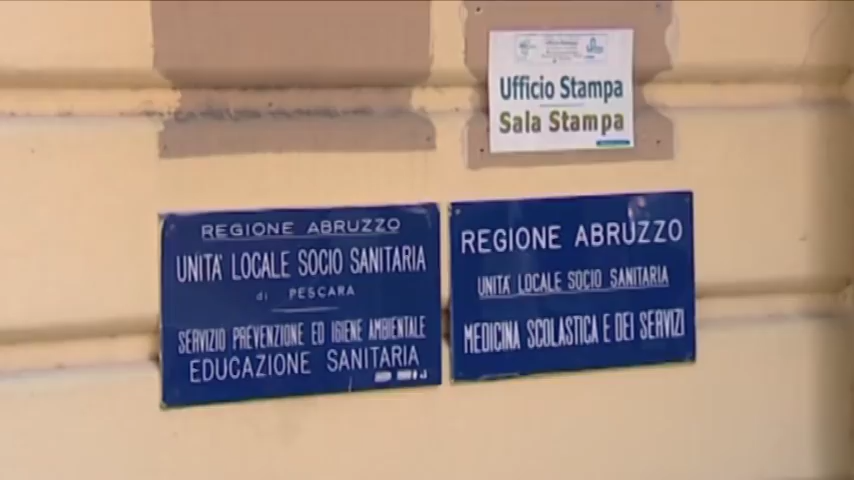 Ufficio Stampa
Sala Stampa
REGIONE ABRUZZO
UNITA' LOCALE SOCIO SANITARIA
di PESCARA
SERVIZIO PREVENZIONE ED IGIENE AMBIENTALE
EDUCAZIONE SANITARIA
REGIONE ABRUZZO
UNITA' LOCALE SOCIO SANITARIA
MEDICINA SCOLASTICA E DEI SERVIZI